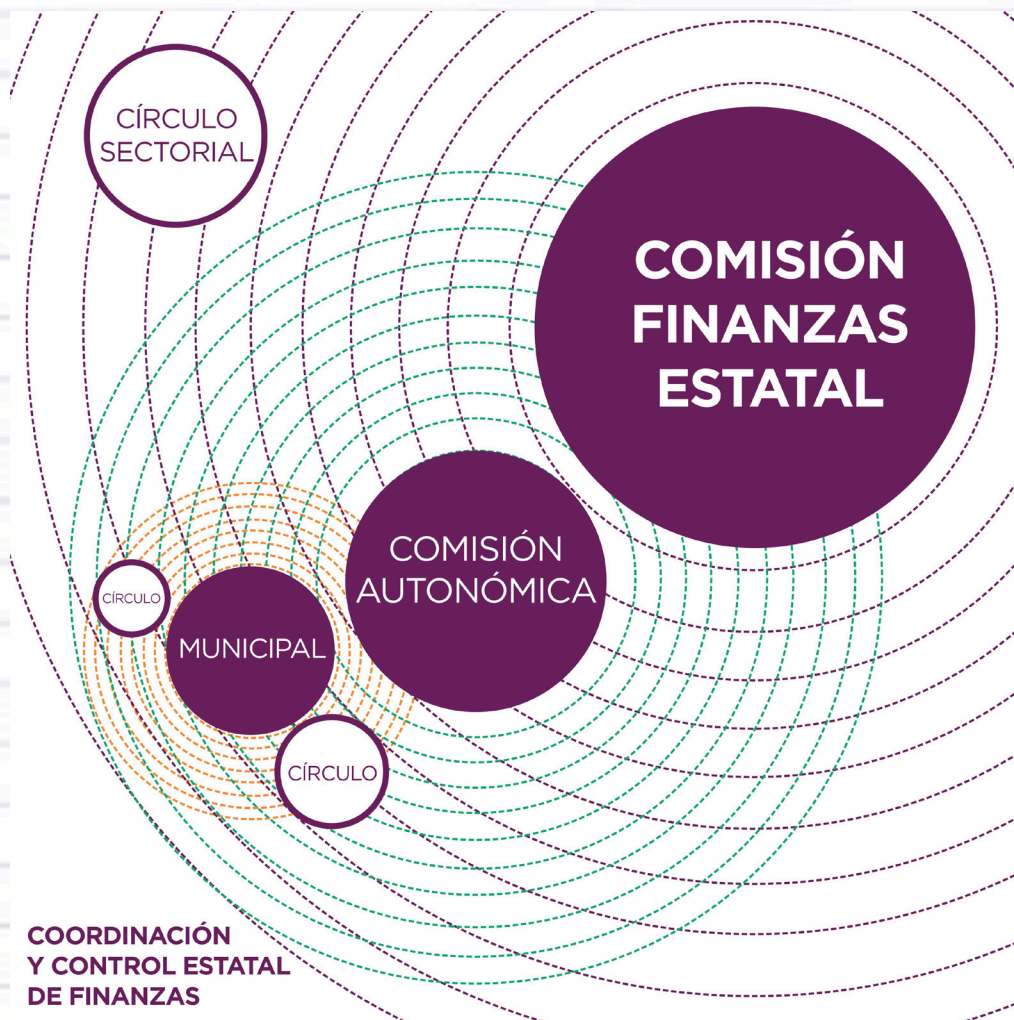 CÍRCULO
SECTORIAL
COMISIÓN
FINANZAS
ESTATAL
COMISIÓN
AUTONÓMICA
CÍRCULO
MUNICIPAL
CÍRCULO
COORDINACIÓN
Y CONTROL ESTATAL
DE FINANZAS